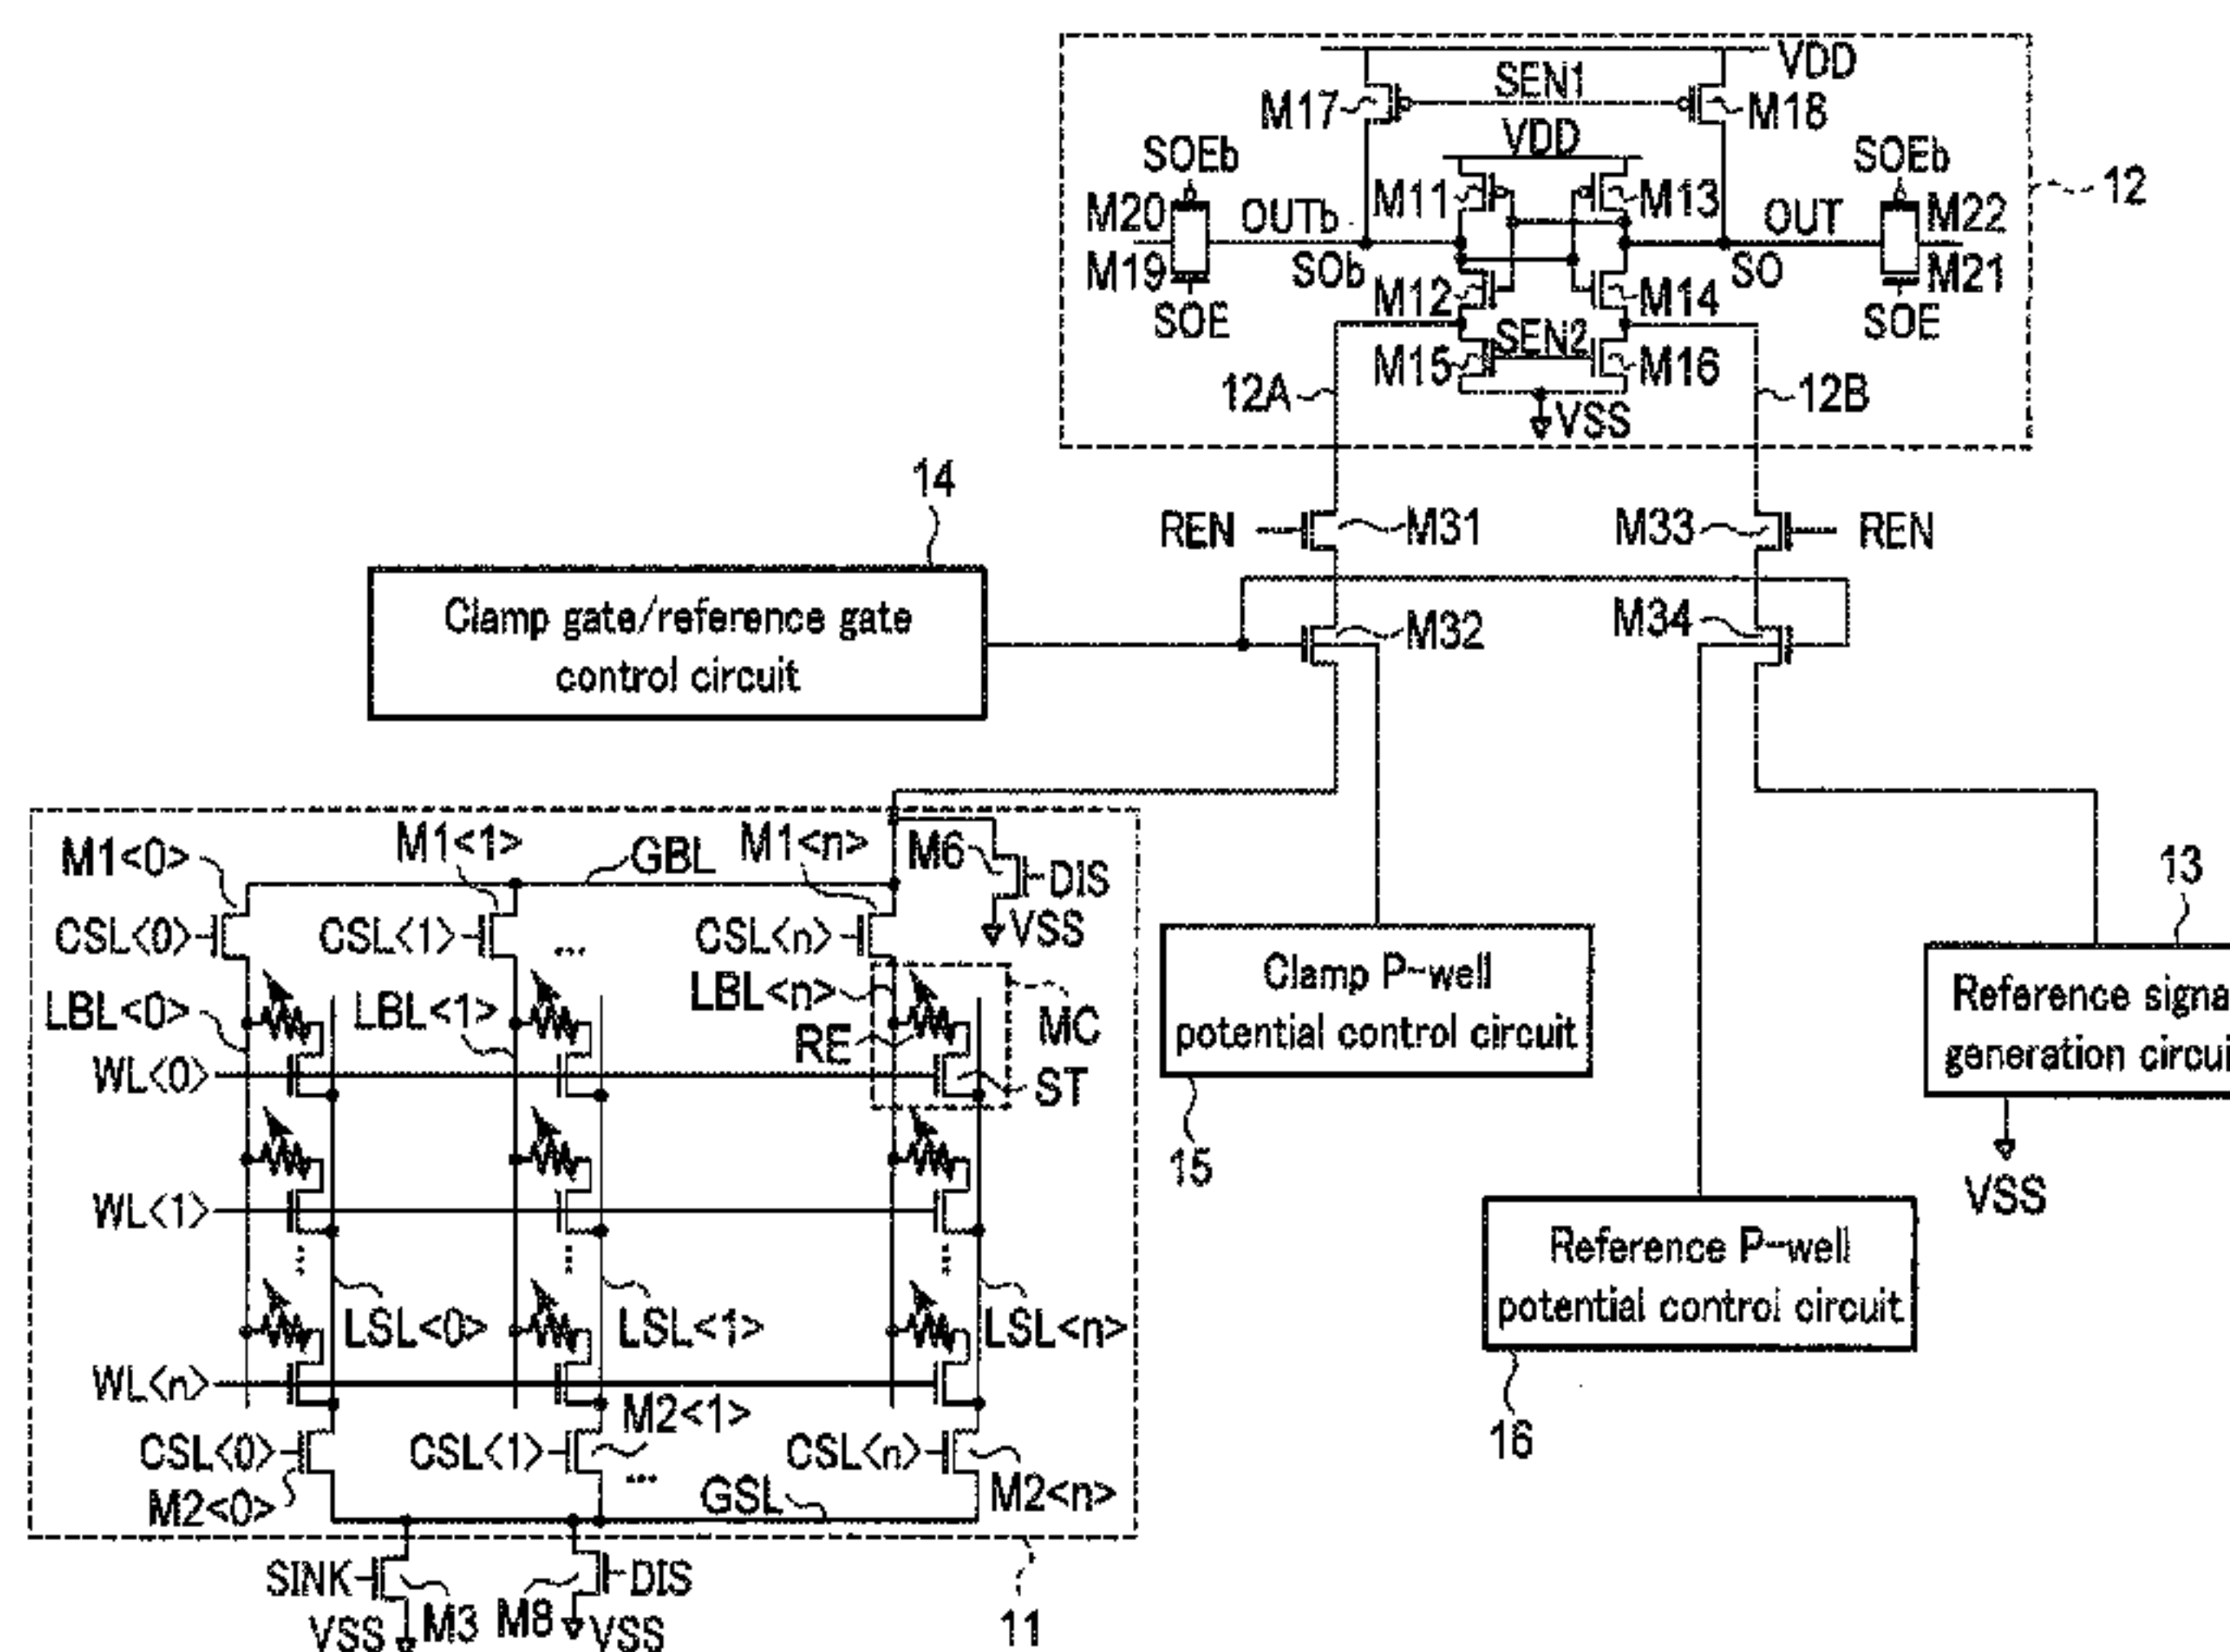 VDD
SEN1
M17
M18
VDD
SOEb
SOEb
12
M20
OUTb
M11
M13
OUT
M22
M19
SOb
SO
M21
SOE
M12
M14
SOE
SEN2
M15
M16
12A
12B
VSS
14
REN
M31
M33
REN
Clamp gate/reference gate
control circuit
M32
M34
M1<0>
M1<1>
GBL
M1<n>
M6
DIS
VSS
13
CSL<0>
CSL<1>
...
CSL<n>
LBL<0>
LBL<1>
LBL<n>
RE
MC
ST
Clamp P-well
potential control circuit
Reference signa
generation circui
WL<0>
15
VSS
WL<1>
...
...
...
Reference P-well
potential control circuit
LSL<0>
LSL<1>
LSL<n>
WL<n>
M2<1>
16
CSL<0>
CSL<1>
...
CSL<n>
M2<0>
GSL
M2<n>
SINK
DIS
M3
M8
VSS
VSS
11